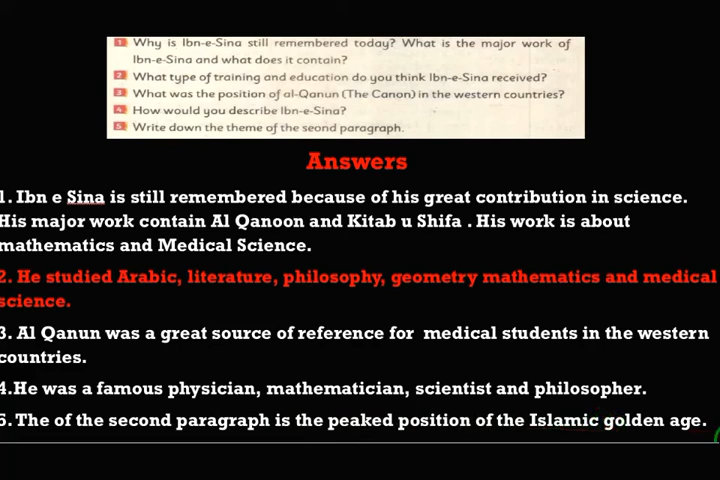 1 Why is Ibn-e-Sina still remembered today? What is the major work of
Ibn-e-Sina and what does it contain?
2 What type of training and education do you think Ibn-e-Sina received?
3 What was the position of al-Qanun (The Canon) in the western countries?
4 How would you describe Ibn-e-Sina?
5 Write down the theme of the seond paragraph.
Answers
1. Ibn e Sina is still remembered because of his great contribution in science.
His major work contain Al Qanoon and Kitab u Shifa . His work is about
mathematics and Medical Science.
2. He studied Arabic, literature, philosophy, geometry mathematics and medical
science.
3. Al Qanun was a great source of reference for medical students in the western
countries.
4.He was a famous physician, mathematician, scientist and philosopher.
5. The of the second paragraph is the peaked position of the Islamic golden age.